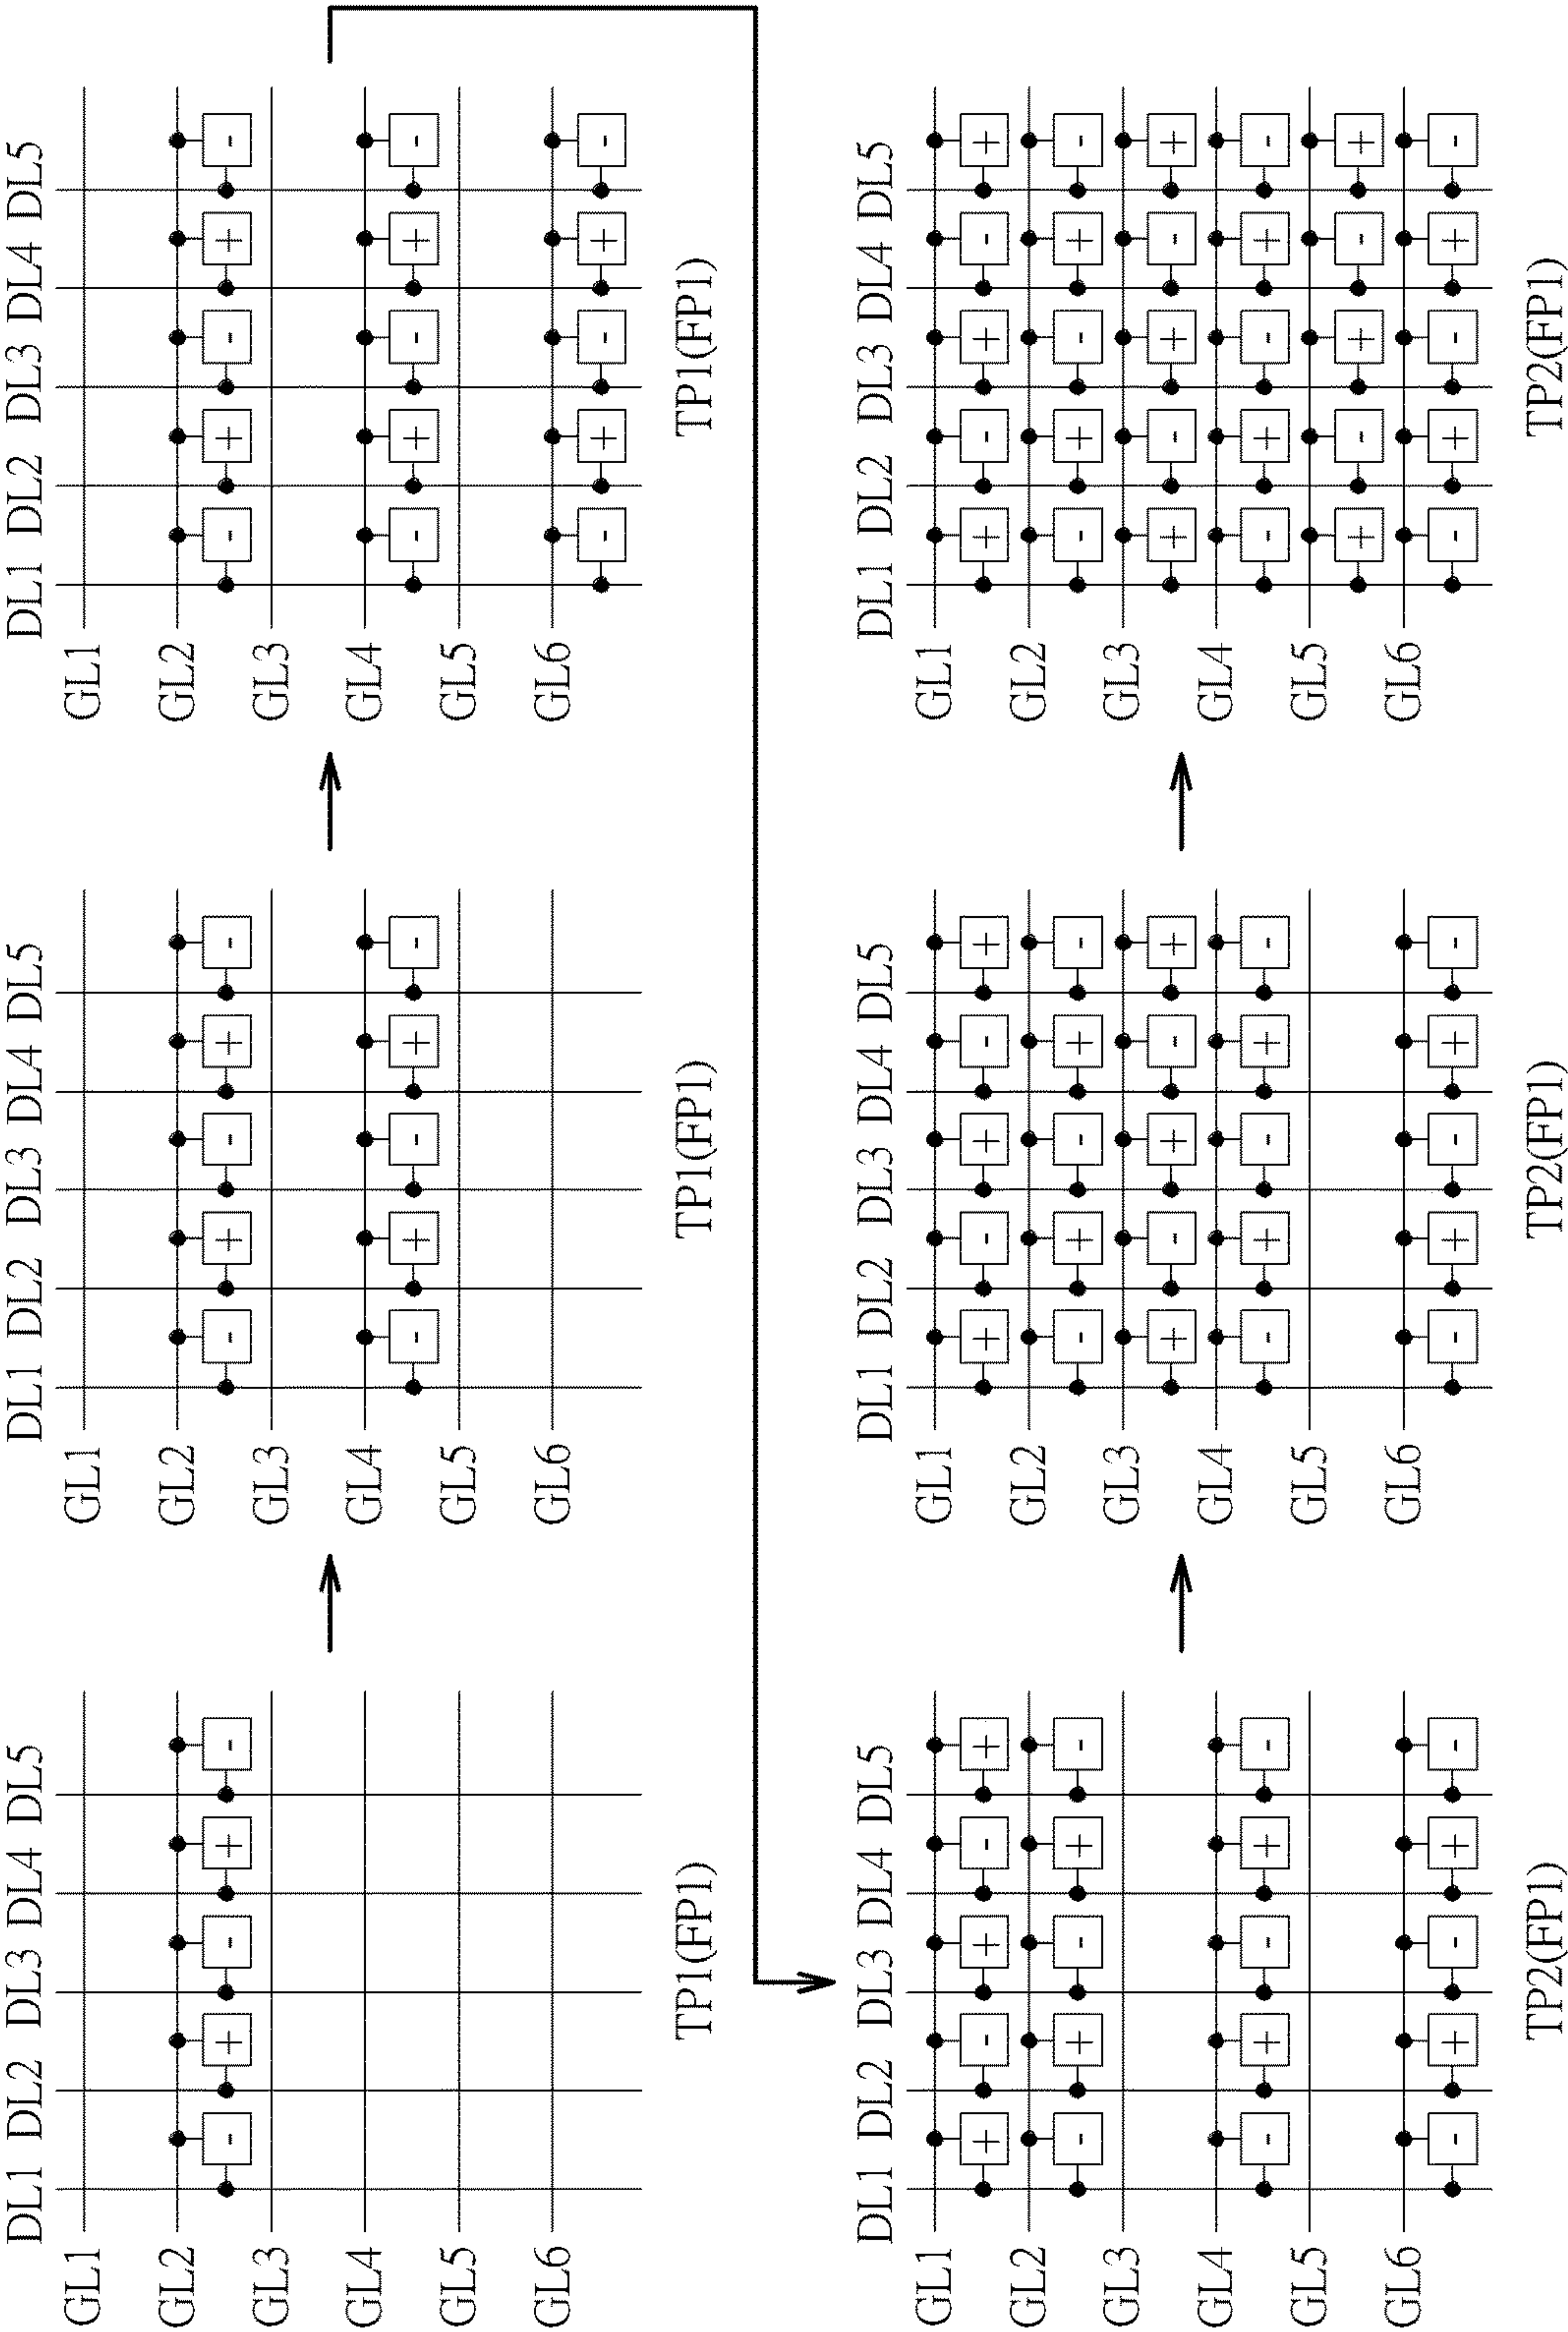 DL1 DL2 DL3 DL4 DL5
GL1
GL2
- + - + -
GL3
GL4
GL5
GL6
TP1(FP1)
DL1 DL2 DL3 DL4 DL5
GL1
GL2
- + - + -
GL3
GL4
- + - + -
GL5
GL6
TP1(FP1)
DL1 DL2 DL3 DL4 DL5
GL1
GL2
- + - + -
GL3
GL4
- + - + -
GL5
GL6
- + - + -
TP1(FP1)
DL1 DL2 DL3 DL4 DL5
GL1
+ - + - +
GL2
- + - + -
GL3
GL4
- + - + -
GL5
GL6
- + - + -
TP2(FP1)
DL1 DL2 DL3 DL4 DL5
GL1
+ - + - +
GL2
- + - + -
GL3
+ - + - +
GL4
- + - + -
GL5
GL6
- + - + -
TP2(FP1)
DL1 DL2 DL3 DL4 DL5
GL1
+ - + - +
GL2
- + - + -
GL3
+ - + - +
GL4
- + - + -
GL5
+ - + - +
GL6
- + - + -
TP2(FP1)